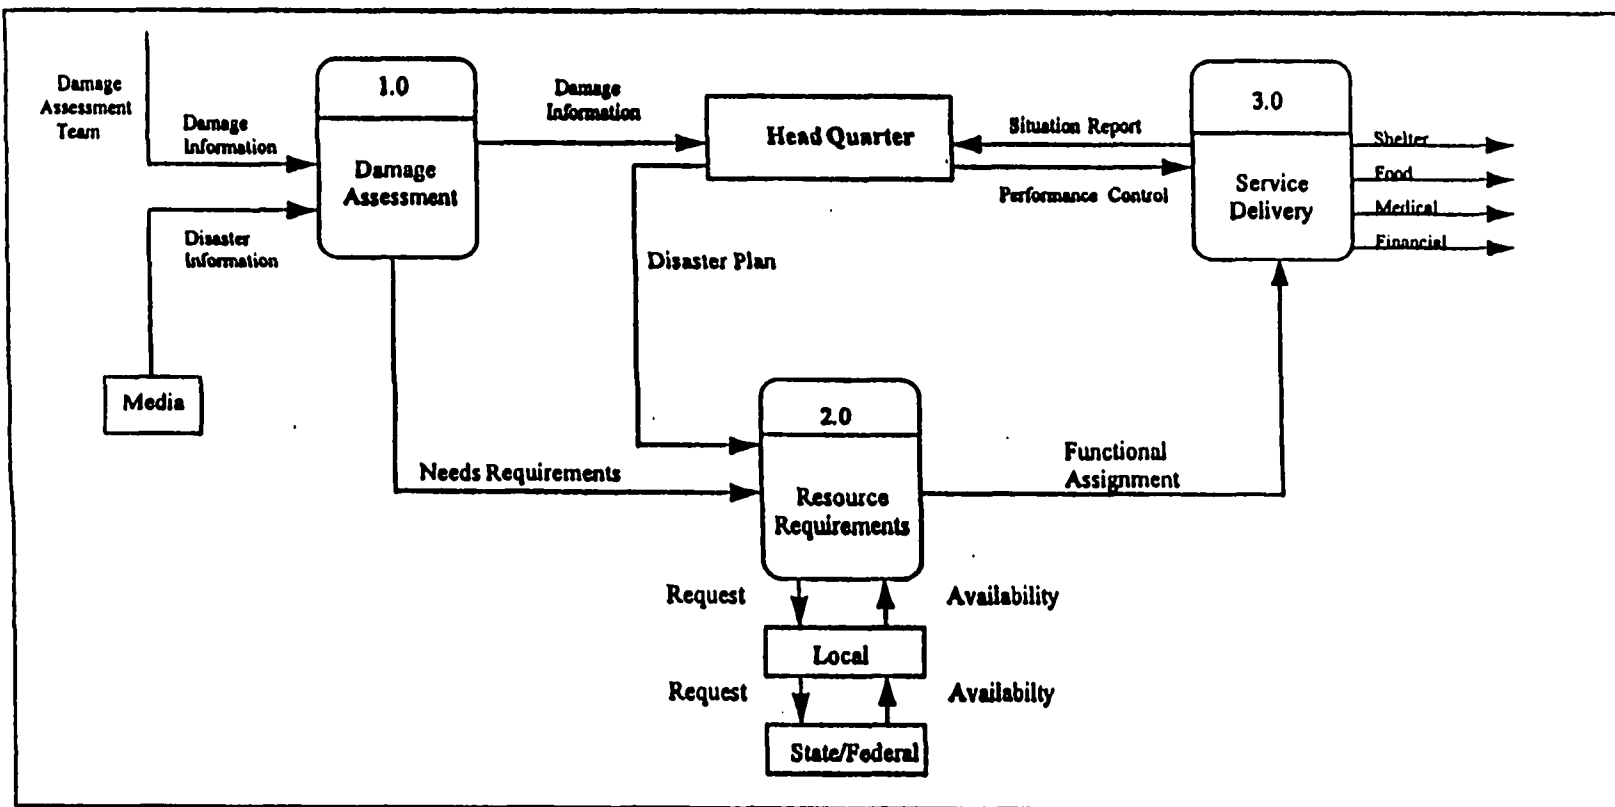 Damage
Assessment
Team
Damage
Information
Disaster
Information
Media
1.0
Damage
Assessment
Damage
Information
Head Quarter
Situation Report
Performance Control
3.0
Service
Delivery
Shelter
Food
Medical
Financial
Disaster Plan
Needs Requirements
2.0
Resource
Requirements
Functional
Assignment
Request
Availability
Local
Request
Availabilty
State/Federal